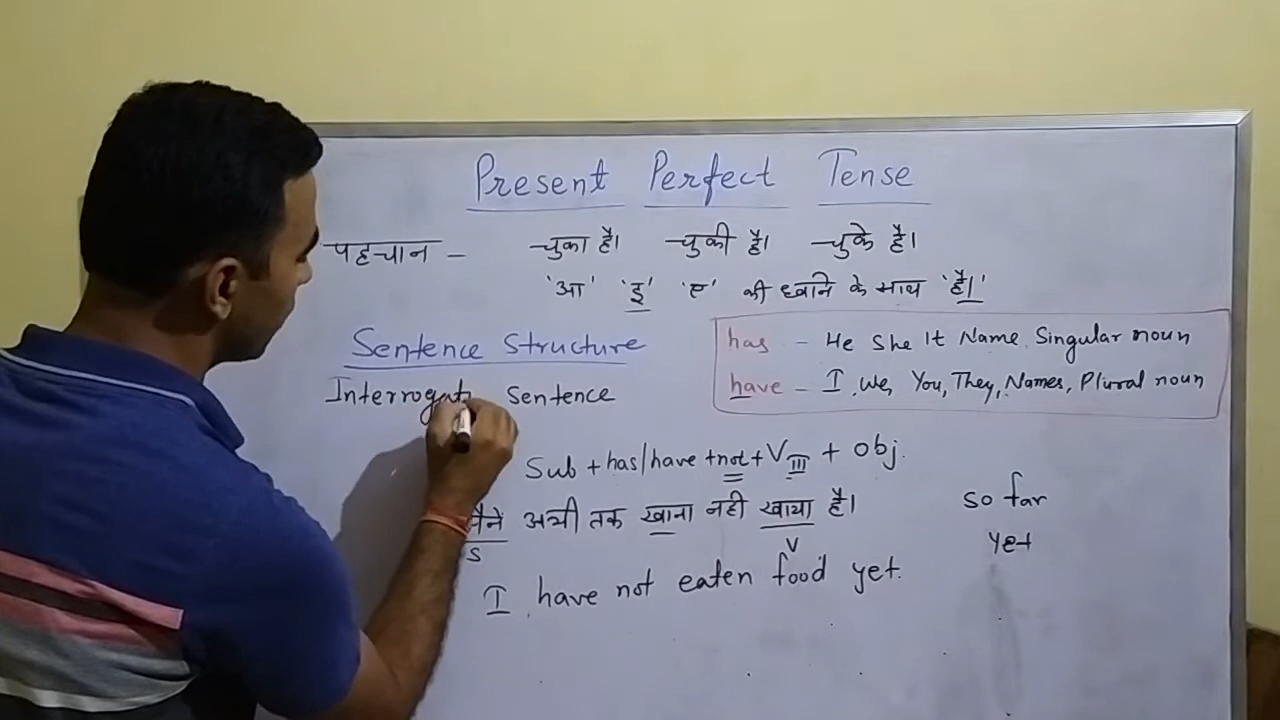 Present Perfect Tense
पहचान - चुका है। चुकी है। चुके है।
'आ' 'इ' 'ए' की ध्वनि के साथ 'है।'
Sentence Structure
has - He She It Name Singular noun
have - I, We, You, They, Names, Plural noun
Interrogati Sentence
Sub + has/have + not + V III + obj.
मैंने अभी तक खाना नही खाया है।
S V
so far
yet
I have not eaten food yet.